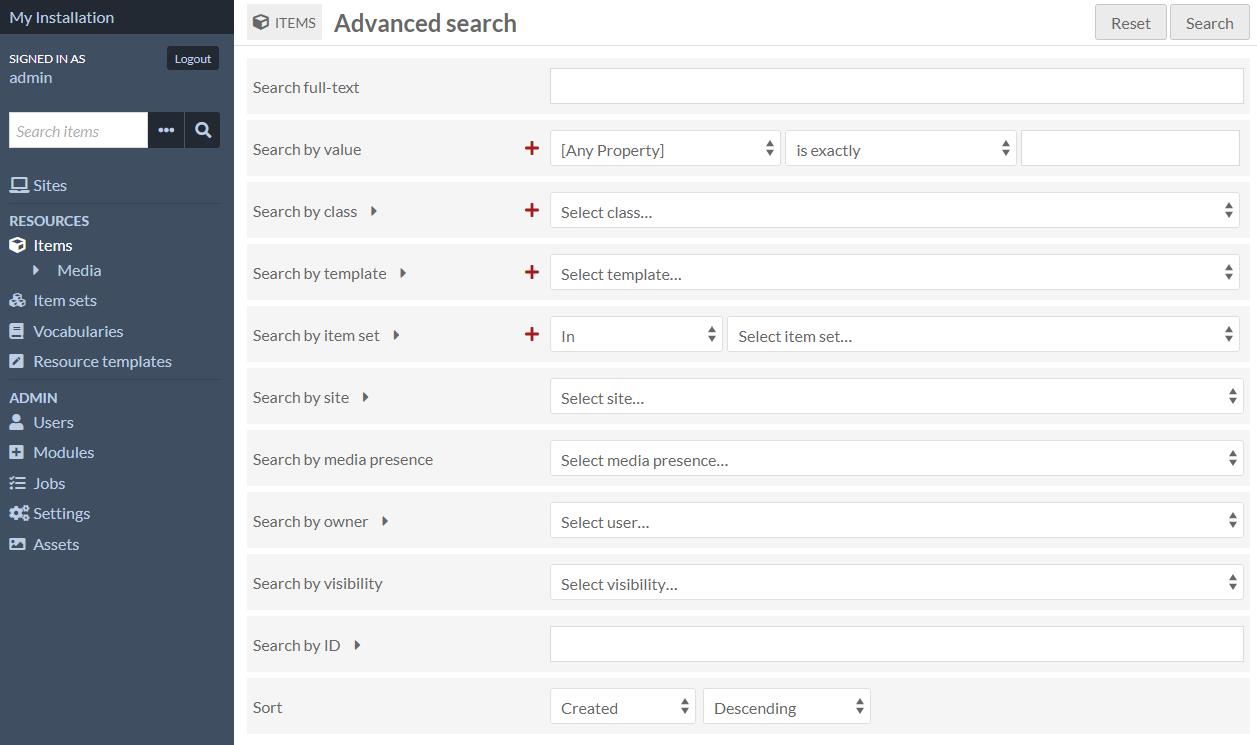 My Installation
SIGNED IN AS
Logout
admin
Search items
Sites
RESOURCES
Items
Media
Item sets
Vocabularies
Resource templates
ADMIN
Users
Modules
Jobs
Settings
Assets
ITEMS Advanced search Reset Search
Search full-text
Search by value [Any Property] is exactly
Search by class Select class...
Search by template Select template...
Search by item set In Select item set...
Search by site Select site...
Search by media presence Select media presence...
Search by owner Select user...
Search by visibility Select visibility...
Search by ID
Sort Created Descending